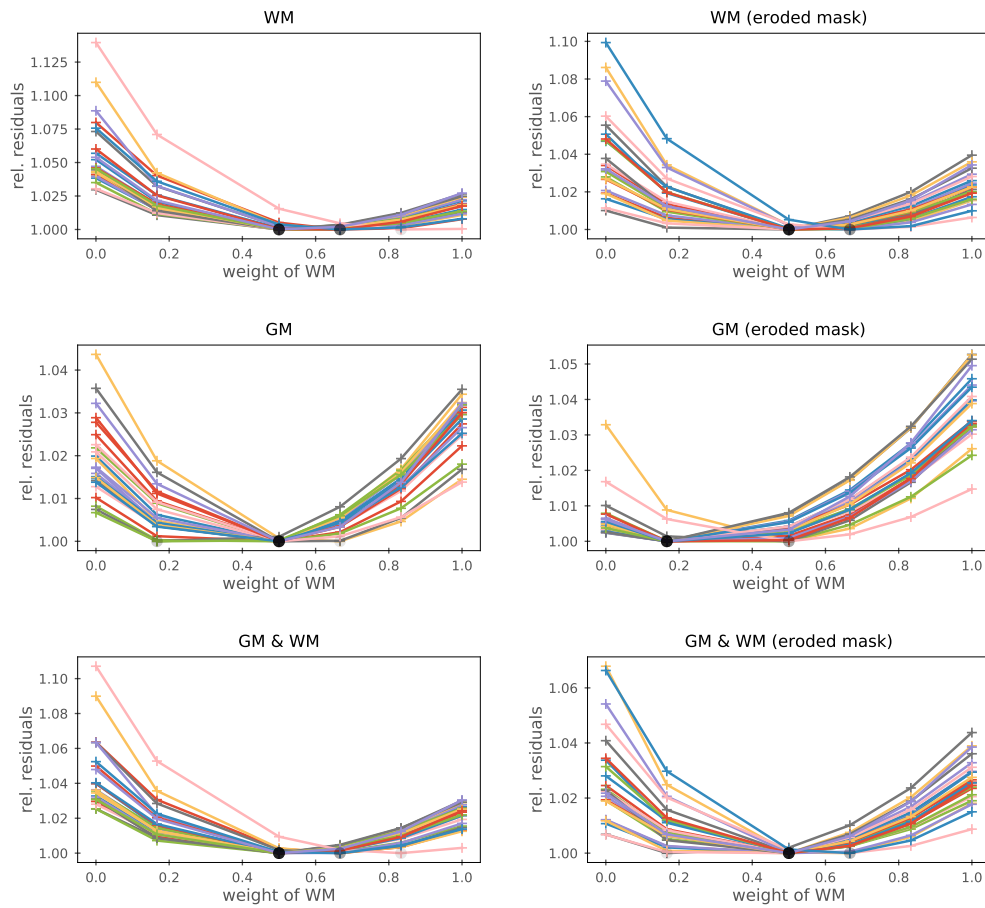 WM
rel. residuals
1.125
1.100
1.075
1.050
1.025
1.000
0.0 0.2 0.4 0.6 0.8 1.0
weight of WM
WM (eroded mask)
rel. residuals
1.10
1.08
1.06
1.04
1.02
1.00
0.0 0.2 0.4 0.6 0.8 1.0
weight of WM
GM
rel. residuals
1.04
1.03
1.02
1.01
1.00
0.0 0.2 0.4 0.6 0.8 1.0
weight of WM
GM (eroded mask)
rel. residuals
1.05
1.04
1.03
1.02
1.01
1.00
0.0 0.2 0.4 0.6 0.8 1.0
weight of WM
GM & WM
rel. residuals
1.10
1.08
1.06
1.04
1.02
1.00
0.0 0.2 0.4 0.6 0.8 1.0
weight of WM
GM & WM (eroded mask)
rel. residuals
1.06
1.04
1.02
1.00
0.0 0.2 0.4 0.6 0.8 1.0
weight of WM